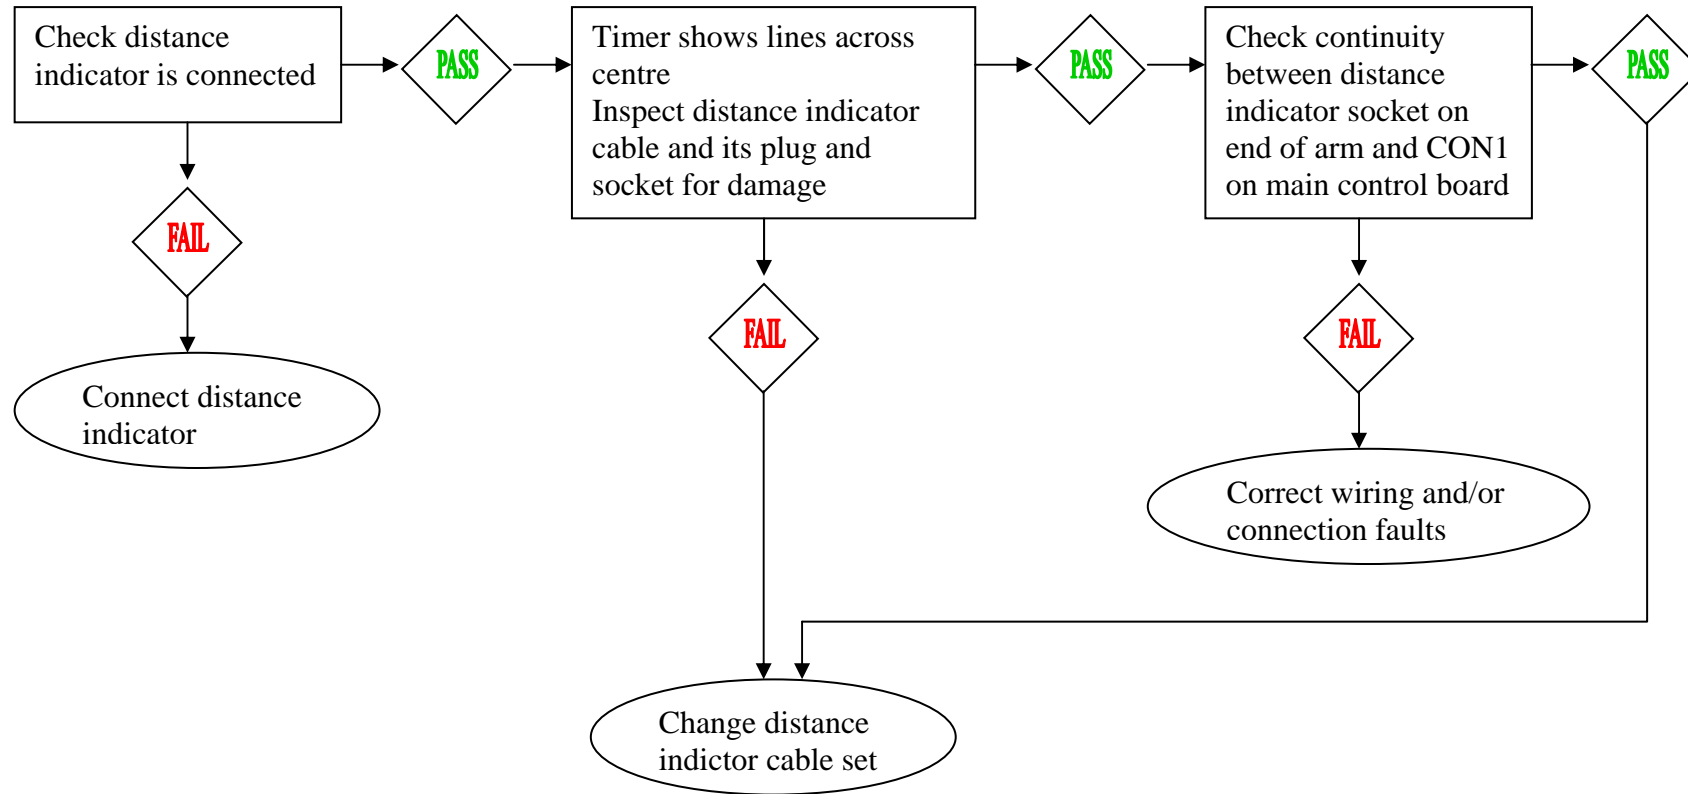 Check distance
indicator is connected
PASS
Timer shows lines across
centre
Inspect distance indicator
cable and its plug and
socket for damage
PASS
Check continuity
between distance
indicator socket on
end of arm and CON1
on main control board
PASS
FAIL
FAIL
FAIL
Connect distance
indicator
Correct wiring and/or
connection faults
Change distance
indictor cable set